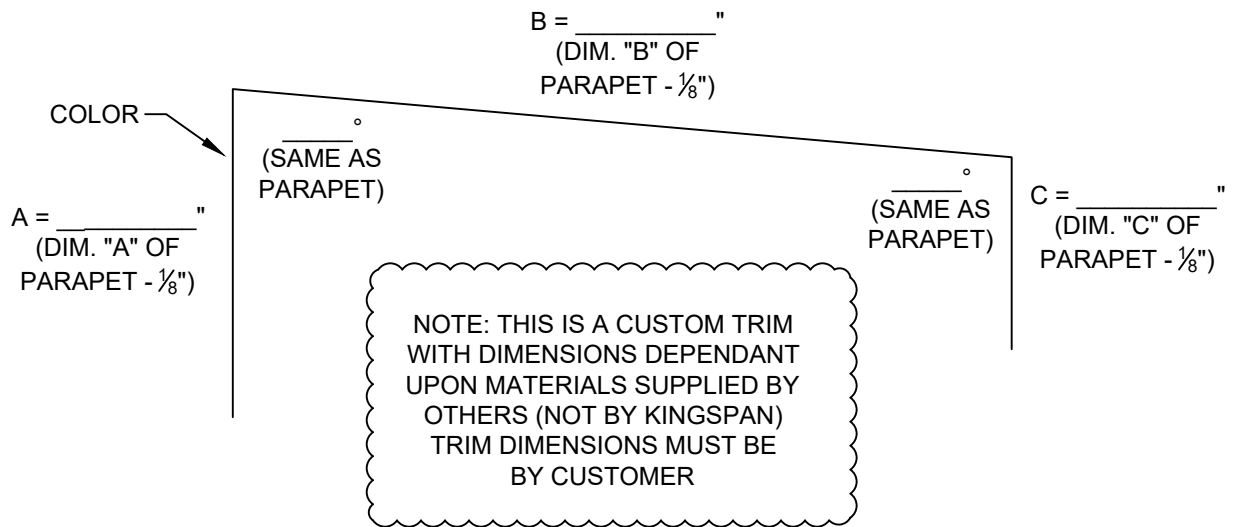 B = __________"
(DIM. "B" OF
PARAPET - ⅛")
COLOR
_____°
(SAME AS
PARAPET)
_____°
(SAME AS
PARAPET)
A = __________"
(DIM. "A" OF
PARAPET - ⅛")
C = __________"
(DIM. "C" OF
PARAPET - ⅛")
NOTE: THIS IS A CUSTOM TRIM
WITH DIMENSIONS DEPENDANT
UPON MATERIALS SUPPLIED BY
OTHERS (NOT BY KINGSPAN)
TRIM DIMENSIONS MUST BE
BY CUSTOMER